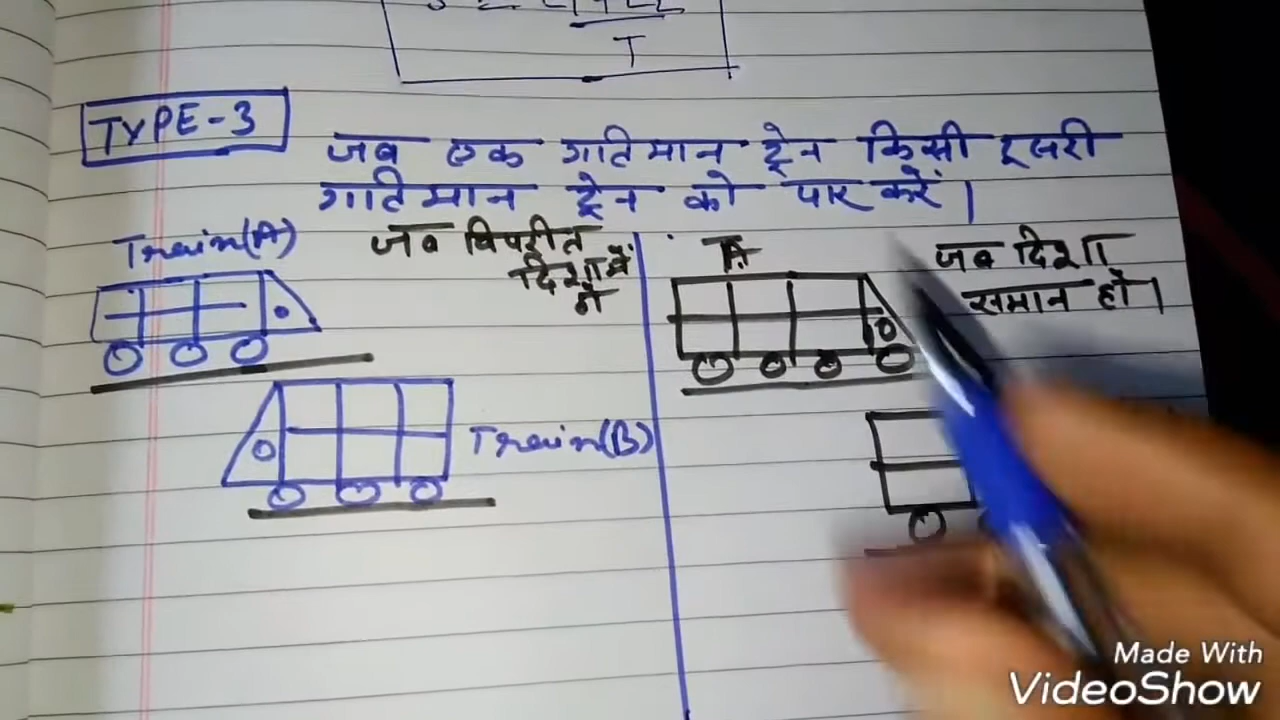 T
TYPE-3
जब एक गतिमान ट्रेन किसी दूसरी
गतिमान ट्रेन को पार करें।
Train(A)
जब विपरीत
दिशा में
हो
Train(B)
A
जब दिशा
समान हो।
Made With
VideoShow